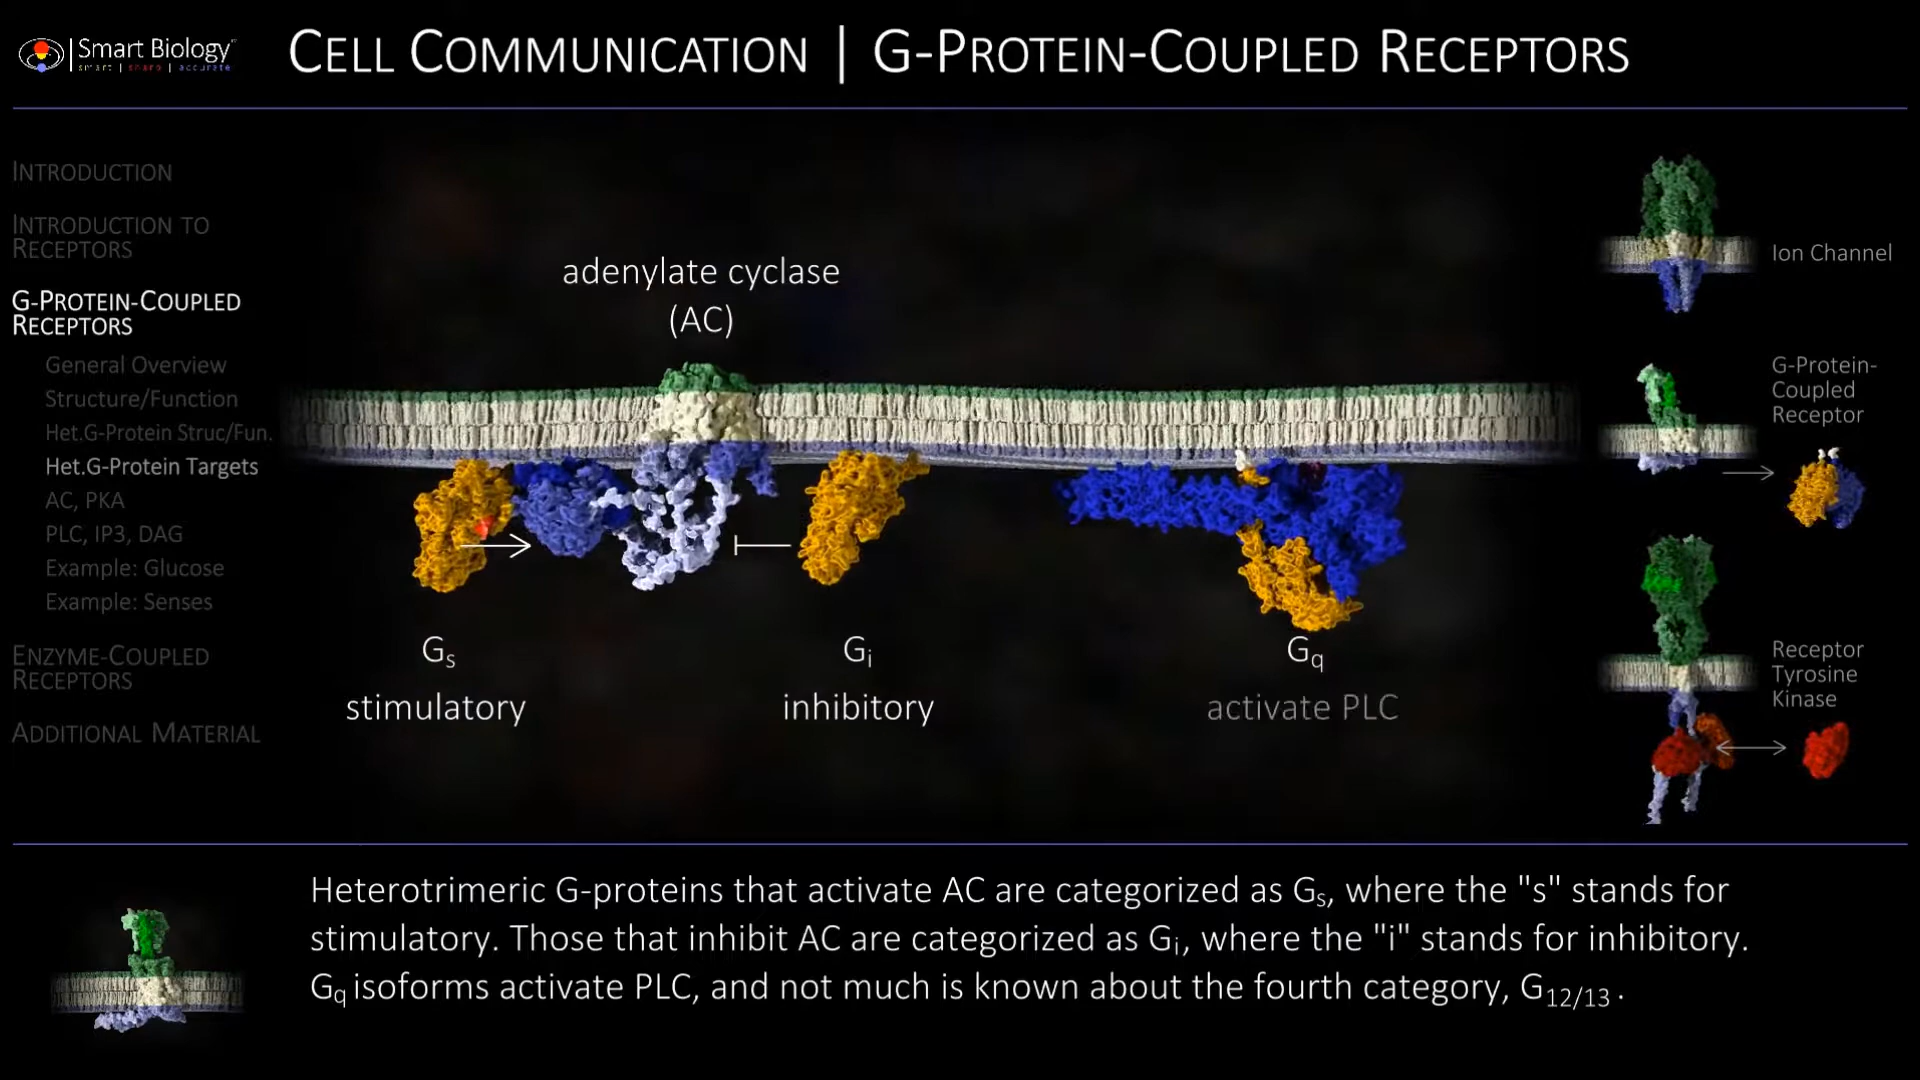 Smart Biology™
smart | sharp | accurate
CELL COMMUNICATION | G-PROTEIN-COUPLED RECEPTORS
INTRODUCTION
INTRODUCTION TO
RECEPTORS
G-PROTEIN-COUPLED
RECEPTORS
General Overview
Structure/Function
Het.G-Protein Struc/Fun.
Het.G-Protein Targets
AC, PKA
PLC, IP3, DAG
Example: Glucose
Example: Senses
ENZYME-COUPLED
RECEPTORS
ADDITIONAL MATERIAL
adenylate cyclase
(AC)
Gs
stimulatory
Gi
inhibitory
Gq
activate PLC
Ion Channel
G-Protein-
Coupled
Receptor
Receptor
Tyrosine
Kinase
Heterotrimeric G-proteins that activate AC are categorized as Gs, where the "s" stands for
stimulatory. Those that inhibit AC are categorized as Gi, where the "i" stands for inhibitory.
Gq isoforms activate PLC, and not much is known about the fourth category, G12/13 .